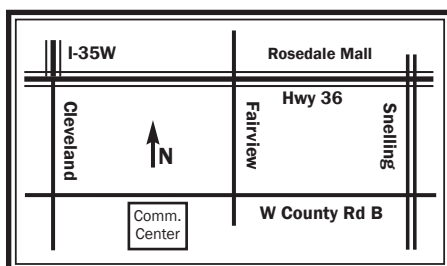 I-35W
Rosedale Mall
Hwy 36
Cleveland
N
Fairview
Snelling
Comm.
Center
W County Rd B